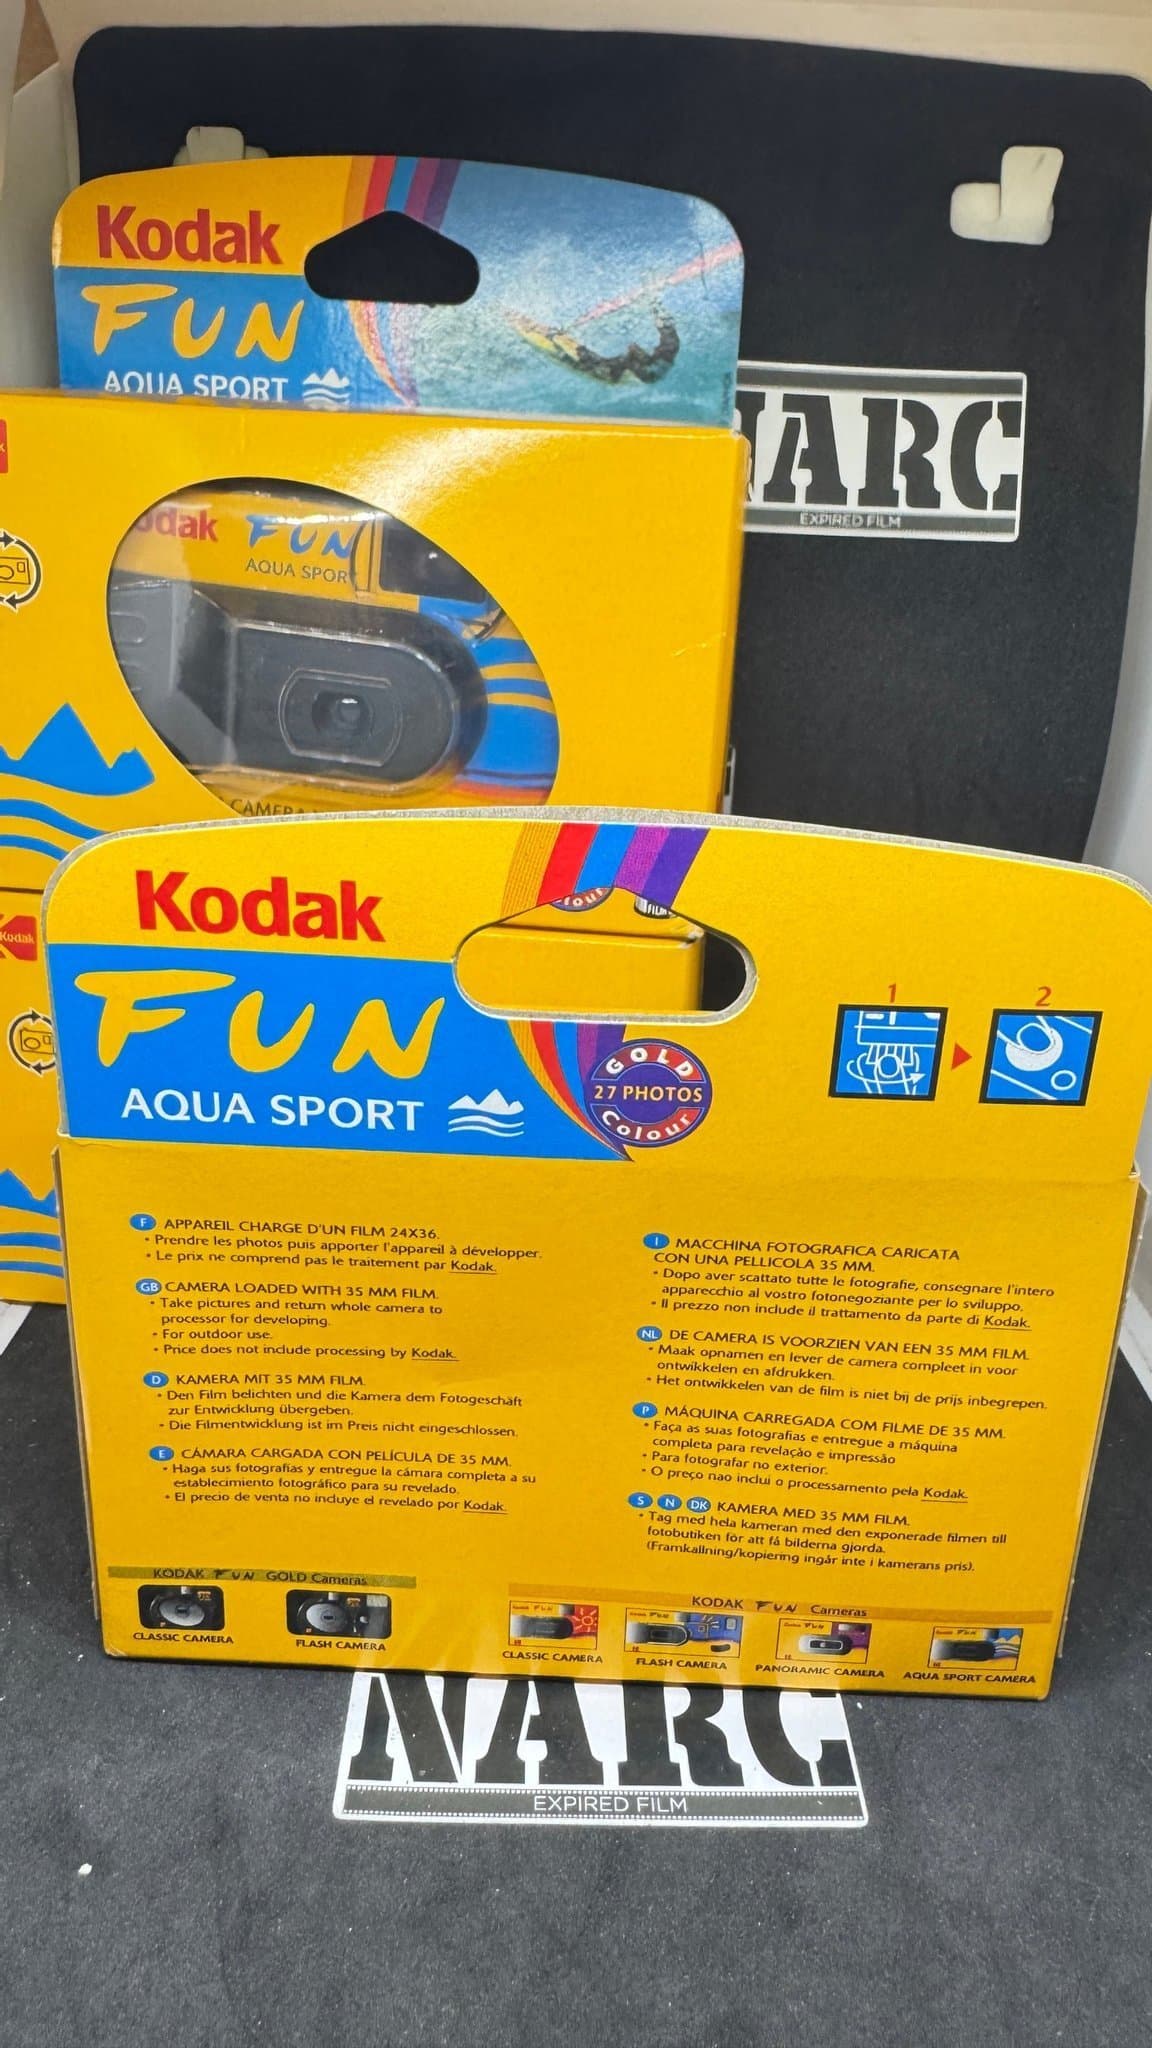 Kodak
FUN
AQUA SPORT
NARC
EXPIRED FILM
odak FUN
AQUA SPORT
CAMERA
Kodak
Kodak
FUN
AQUA SPORT
GOLD
27 PHOTOS
Colour
1
2
F APPAREIL CHARGE D'UN FILM 24X36.
• Prendre les photos puis apporter l'appareil à développer.
• Le prix ne comprend pas le traitement par Kodak.
GB CAMERA LOADED WITH 35 MM FILM.
• Take pictures and return whole camera to
processor for developing.
• For outdoor use.
• Price does not include processing by Kodak.
D KAMERA MIT 35 MM FILM.
• Den Film belichten und die Kamera dem Fotogeschäft
zur Entwicklung übergeben.
• Die Filmentwicklung ist im Preis nicht eingeschlossen.
E CÁMARA CARGADA CON PELÍCULA DE 35 MM.
• Haga sus fotografías y entregue la cámara completa a su
establecimiento fotográfico para su revelado.
• El precio de venta no incluye el revelado por Kodak.
I MACCHINA FOTOGRAFICA CARICATA
CON UNA PELLICOLA 35 MM.
• Dopo aver scattato tutte le fotografie, consegnare l'intero
apparecchio al vostro fotonegoziante per lo sviluppo.
• Il prezzo non include il trattamento da parte di Kodak.
NL DE CAMERA IS VOORZIEN VAN EEN 35 MM FILM.
• Maak opnamen en lever de camera compleet in voor
ontwikkelen en afdrukken.
• Het ontwikkelen van de film is niet bij de prijs inbegrepen.
P MÁQUINA CARREGADA COM FILME DE 35 MM.
• Faça as suas fotografias e entregue a máquina
completa para revelação e impressão
• Para fotografar no exterior.
• O preço nao inclui o processamento pela Kodak.
S N DK KAMERA MED 35 MM FILM.
• Tag med hela kameran med den exponerade filmen till
fotobutiken för att få bilderna gjorda.
(Framkallning/kopiering ingår inte i kamerans pris).
KODAK FUN GOLD Cameras
CLASSIC CAMERA
FLASH CAMERA
KODAK FUN Cameras
CLASSIC CAMERA
FLASH CAMERA
PANORAMIC CAMERA
AQUA SPORT CAMERA
NARC
EXPIRED FILM